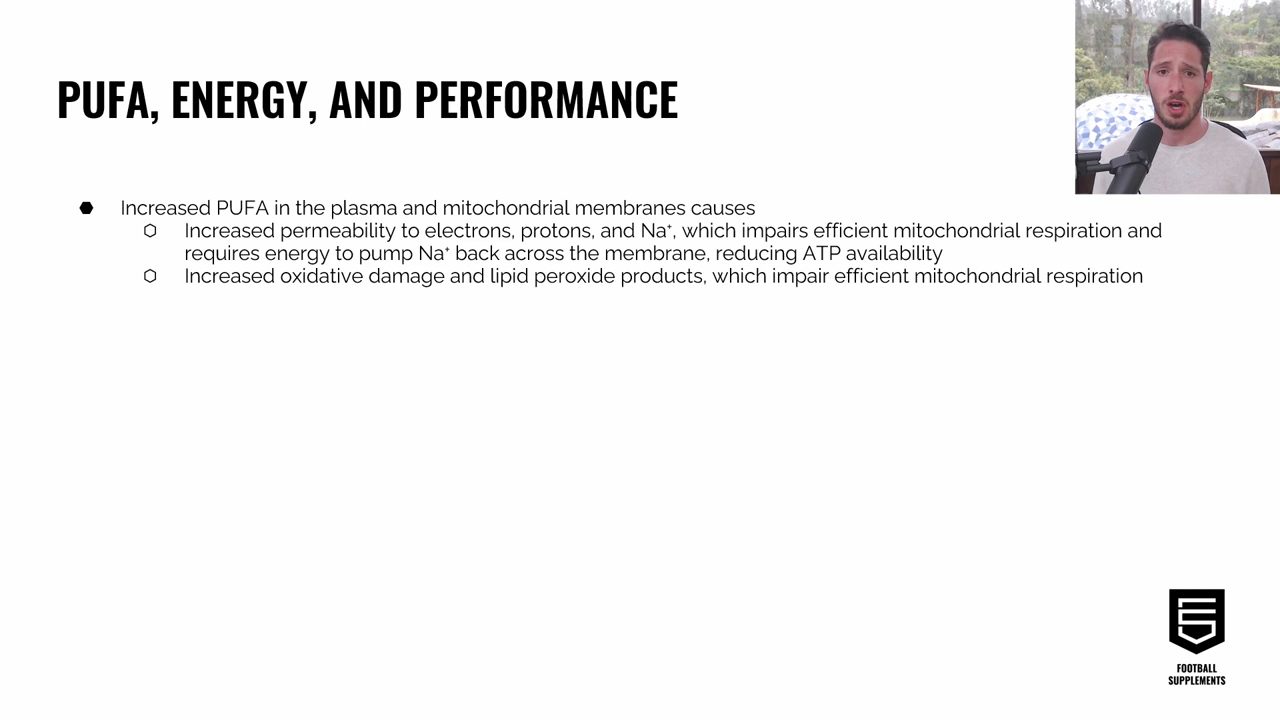 PUFA, ENERGY, AND PERFORMANCE
Increased PUFA in the plasma and mitochondrial membranes causes
Increased permeability to electrons, protons, and Na⁺, which impairs efficient mitochondrial respiration and
requires energy to pump Na⁺ back across the membrane, reducing ATP availability
Increased oxidative damage and lipid peroxide products, which impair efficient mitochondrial respiration
FOOTBALL
SUPPLEMENTS